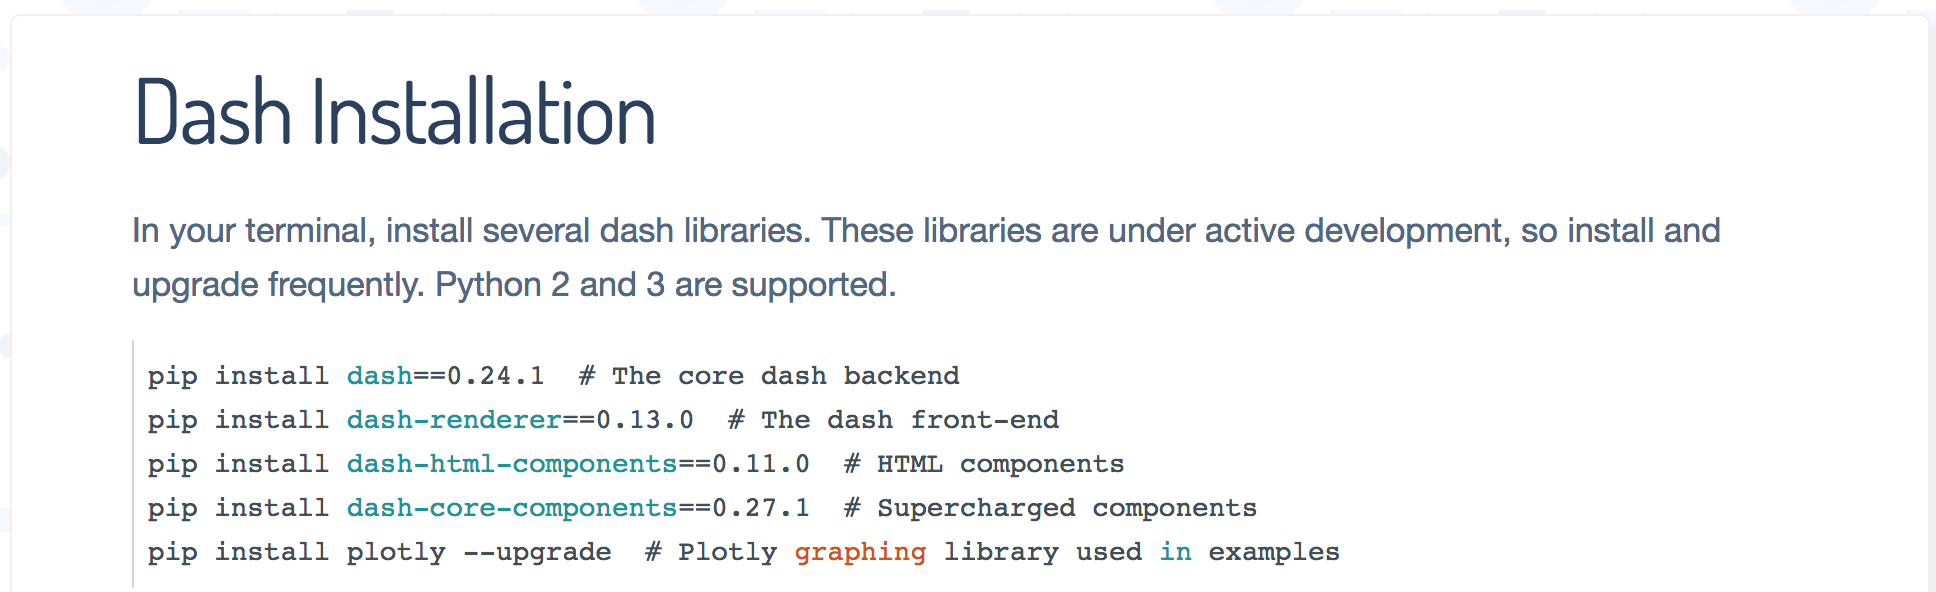 Dash Installation
In your terminal, install several dash libraries. These libraries are under active development, so install and
upgrade frequently. Python 2 and 3 are supported.
pip install dash==0.24.1  # The core dash backend
pip install dash-renderer==0.13.0  # The dash front-end
pip install dash-html-components==0.11.0  # HTML components
pip install dash-core-components==0.27.1  # Supercharged components
pip install plotly --upgrade  # Plotly graphing library used in examples